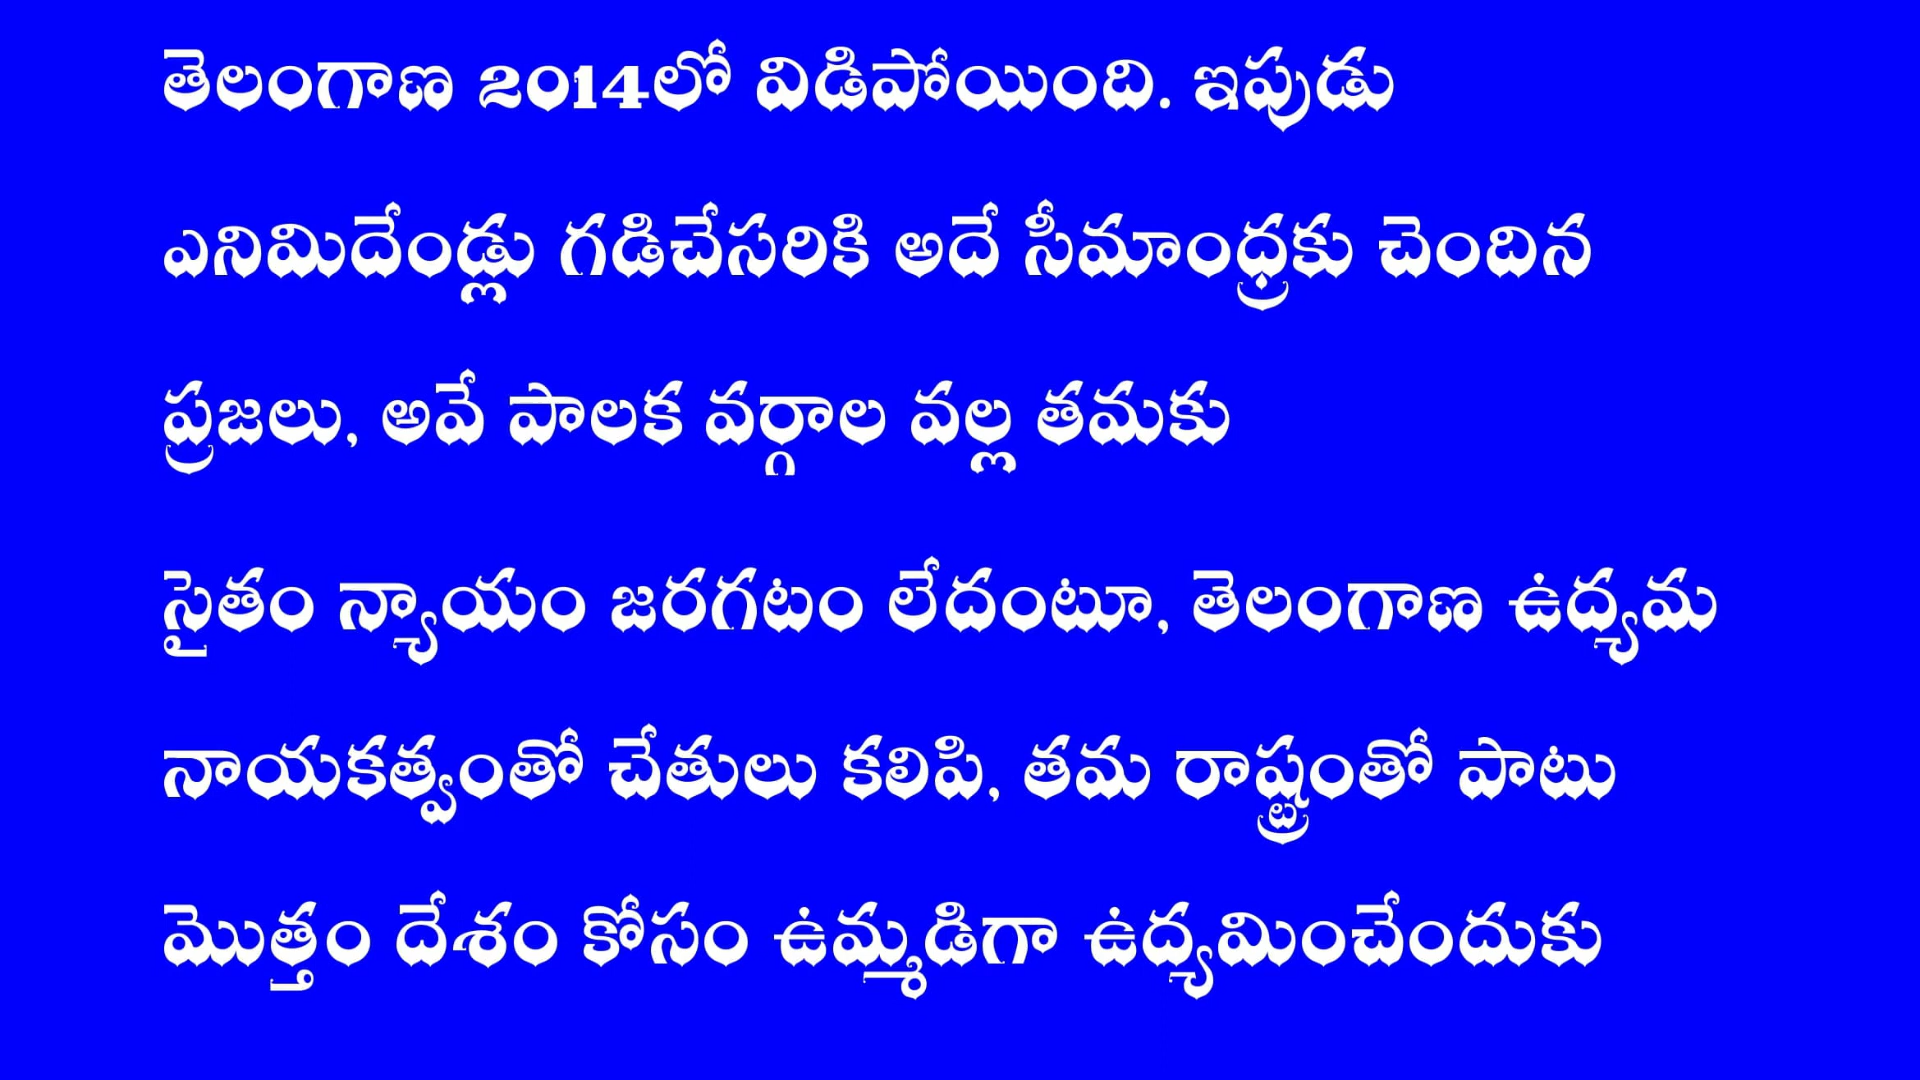 తెలంగాణ 2014లో విడిపోయింది. ఇపుడు
ఎనిమిదేండ్లు గడిచేసరికి అదే సీమాంధ్రకు చెందిన
ప్రజలు, అవే పాలక వర్గాల వల్ల తమకు
సైతం న్యాయం జరగటం లేదంటూ, తెలంగాణ ఉద్యమ
నాయకత్వంతో చేతులు కలిపి, తమ రాష్ట్రంతో పాటు
మొత్తం దేశం కోసం ఉమ్మడిగా ఉద్యమించేందుకు